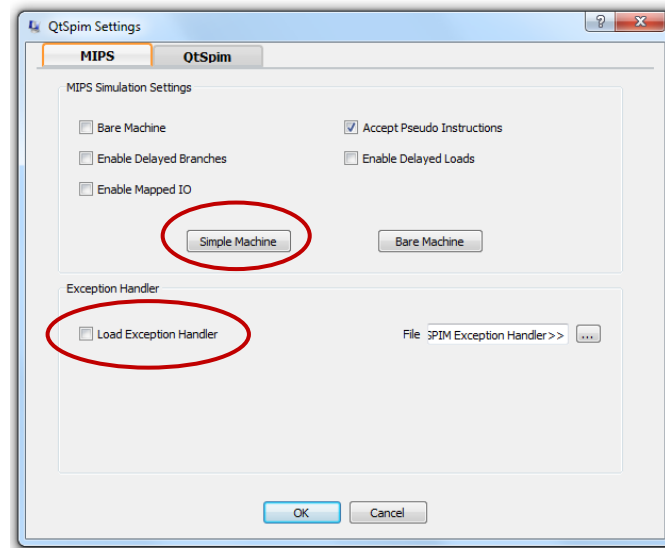 QtSpim Settings
MIPS QtSpim
MIPS Simulation Settings
Bare Machine Accept Pseudo Instructions
Enable Delayed Branches Enable Delayed Loads
Enable Mapped IO
Simple Machine Bare Machine
Exception Handler
Load Exception Handler File SPIM Exception Handler>> ...
OK Cancel